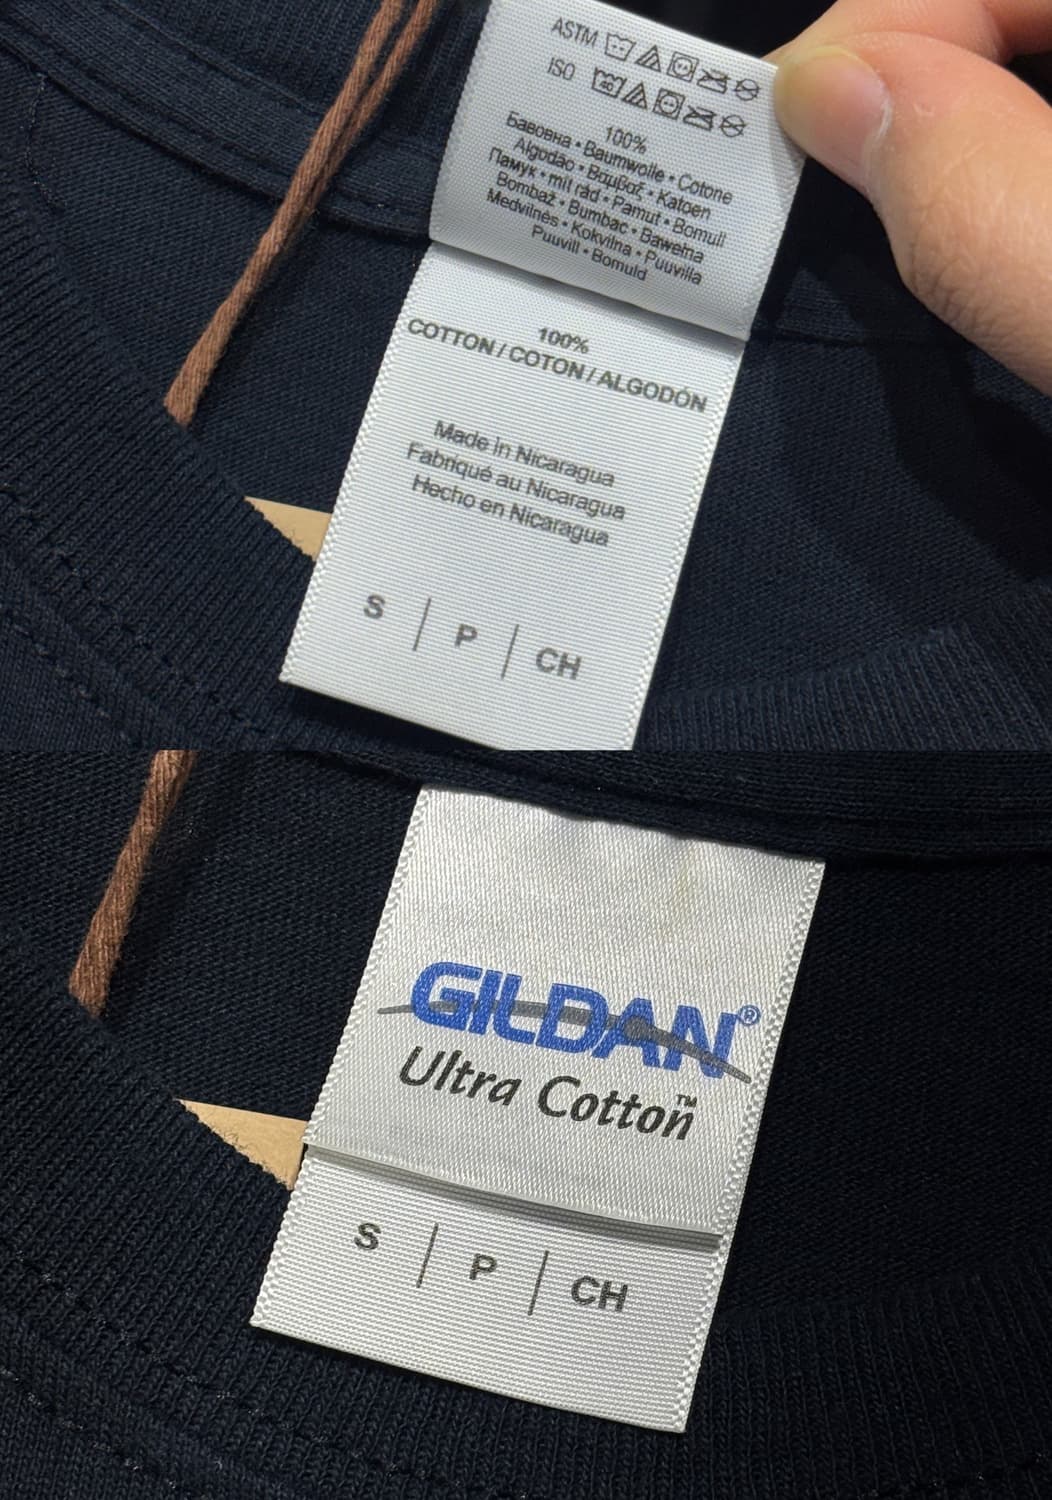 ASTM
ISO
100%
Бавовна • Baumwolle • Cotone
Algodão • Βαμβαξ • Katoen
Памук • mit råd • Pamut • Bomull
Bombaž • Bumbac • Bawełna
Medvilnės • Kokvilna • Puuvilla
Puuvill • Bomuld
100%
COTTON / COTON / ALGODÓN
Made in Nicaragua
Fabriqué au Nicaragua
Hecho en Nicaragua
S | P | CH
GILDAN®
Ultra Cotton™
S | P | CH